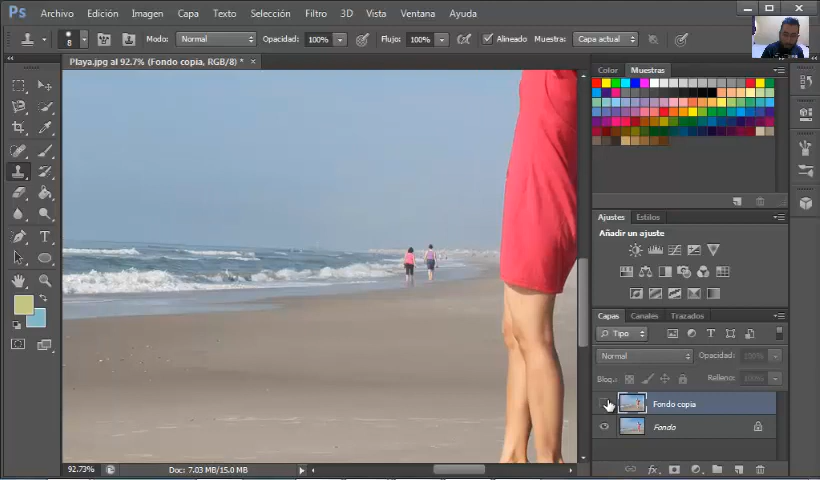 Ps Archivo Edición Imagen Capa Texto Selección Filtro 3D Vista Ventana Ayuda
8 Modo: Normal Opacidad: 100% Flujo: 100% Alineado Muestra: Capa actual
Playa.jpg al 92.7% (Fondo copia, RGB/8) * ×
Color Muestras
Ajustes Estilos
Añadir un ajuste
Capas Canales Trazados
Tipo
Normal Opacidad: 100%
Bloq.: Relleno: 100%
Fondo copia
Fondo
92.73% Doc: 7.03 MB/15.0 MB
fx